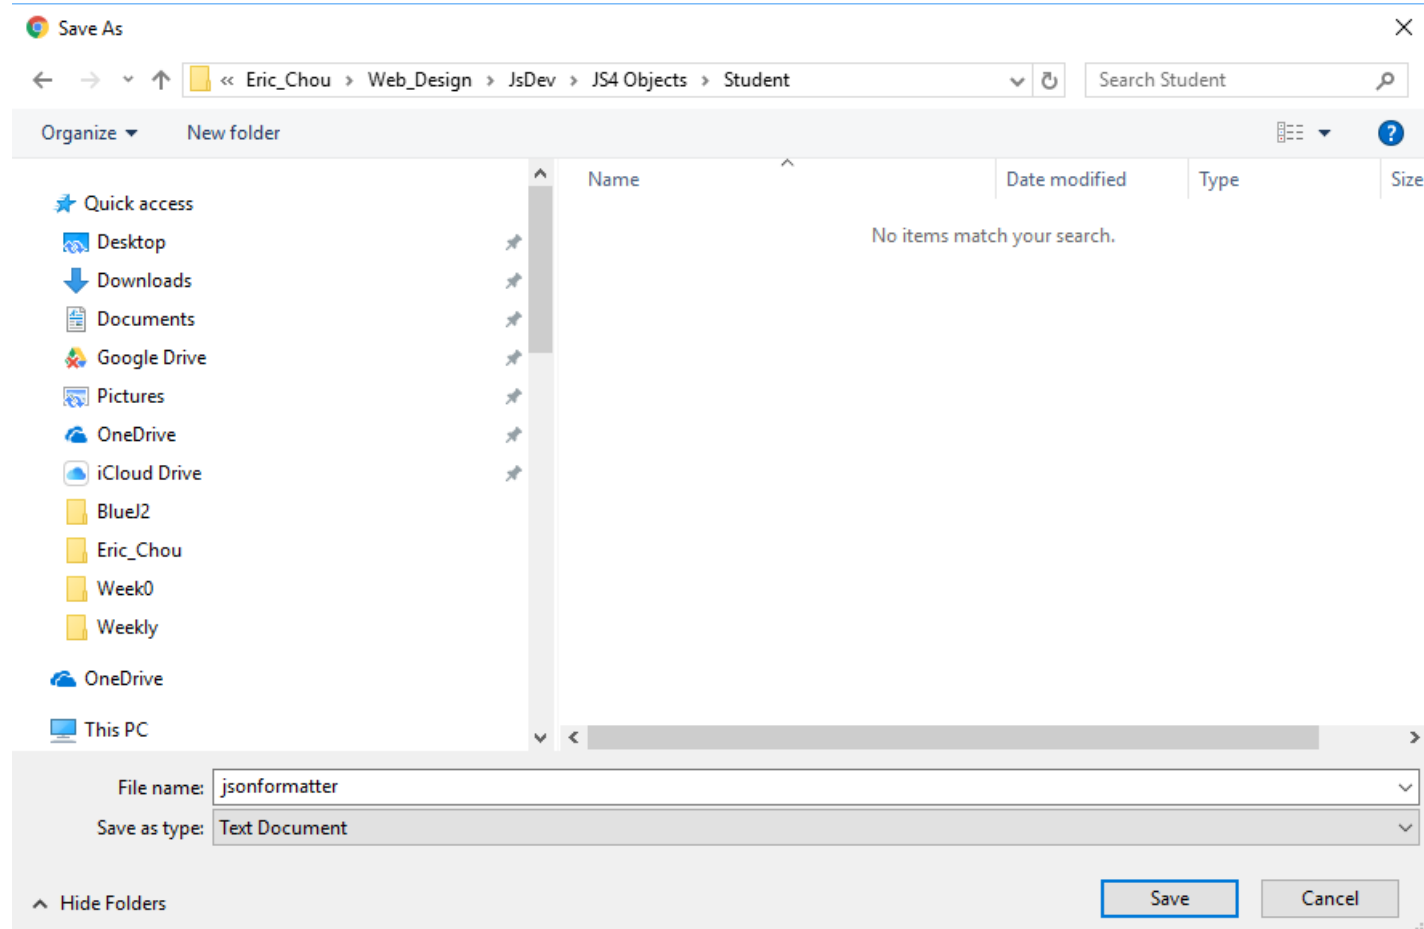 Save As
« Eric_Chou > Web_Design > JsDev > JS4 Objects > Student
Search Student
Organize
New folder
?
Name
Date modified
Type
Size
No items match your search.
Quick access
Desktop
Downloads
Documents
Google Drive
Pictures
OneDrive
iCloud Drive
BlueJ2
Eric_Chou
Week0
Weekly
OneDrive
This PC
File name: jsonformatter
Save as type: Text Document
Hide Folders
Save
Cancel